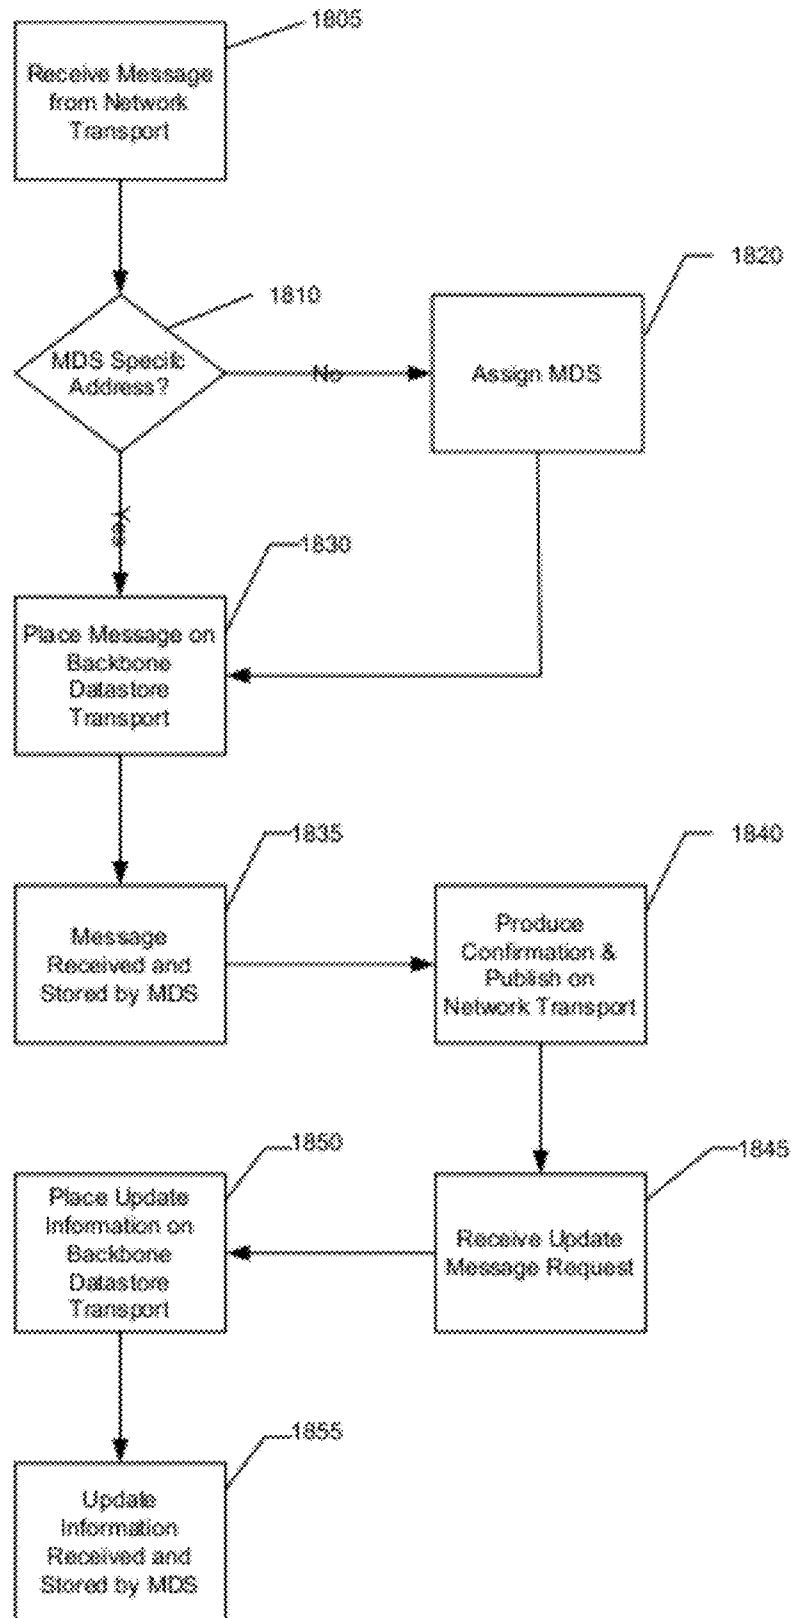 1805
Receive Message
from Network
Transport
1810
MDS Specific
Address?
No
1820
Assign MDS
Yes
1830
Place Message on
Backbone
Datastore
Transport
1835
Message
Received and
Stored by MDS
1840
Produce
Confirmation &
Publish on
Network Transport
1850
Place Update
Information on
Backbone
Datastore
Transport
1845
Receive Update
Message Request
1855
Update
Information
Received and
Stored by MDS